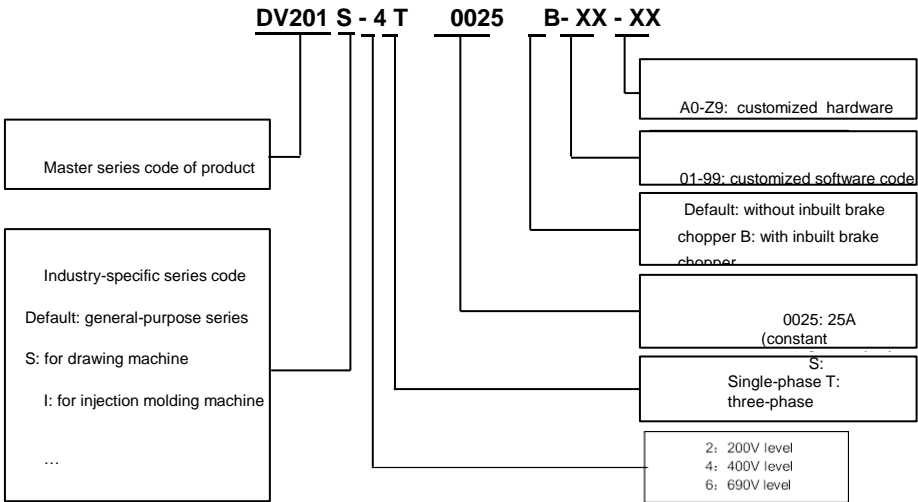 DV201 S - 4 T 0025 B- XX - XX
A0-Z9: customized hardware
Master series code of product
01-99: customized software code
Default: without inbuilt brake
chopper B: with inbuilt brake
chopper
Industry-specific series code
Default: general-purpose series
S: for drawing machine
I: for injection molding machine
…
0025: 25A
(constant
S:
Single-phase T:
three-phase
2: 200V level
4: 400V level
6: 690V level